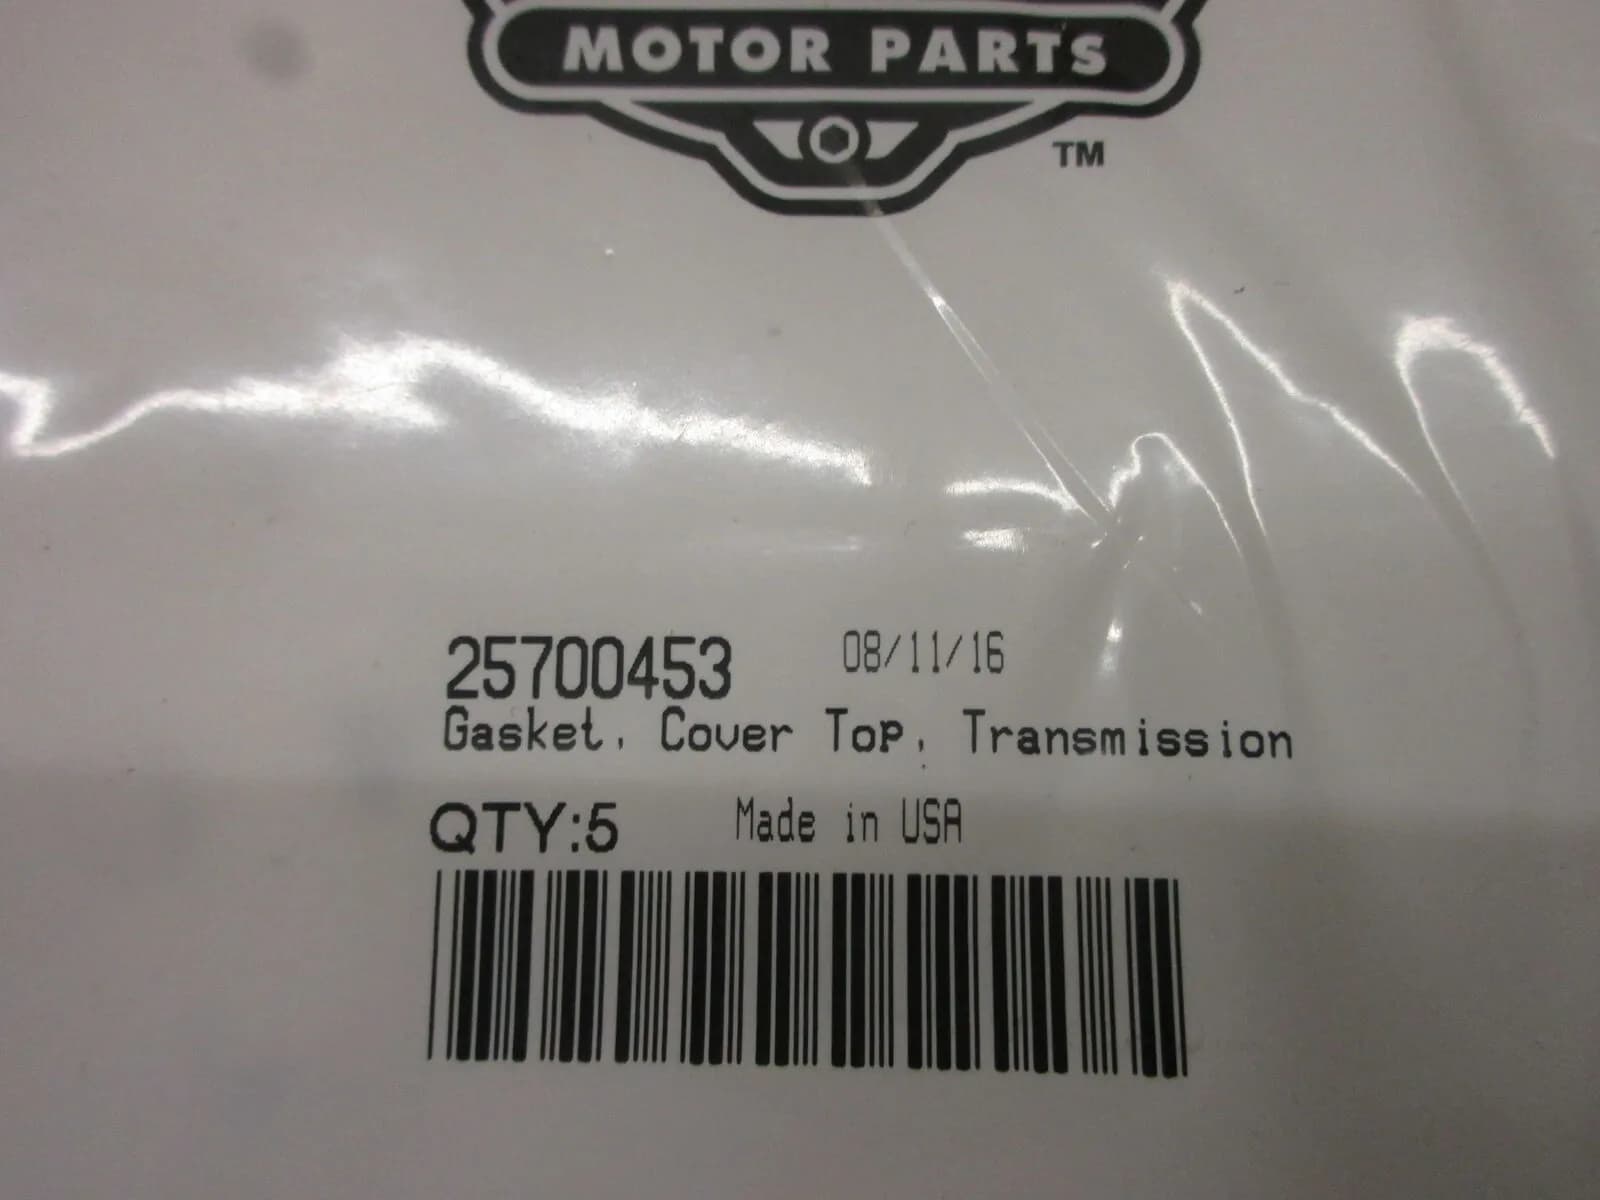 MOTOR PARTS
TM
25700453 08/11/16
Gasket, Cover Top, Transmission
QTY:5 Made in USA